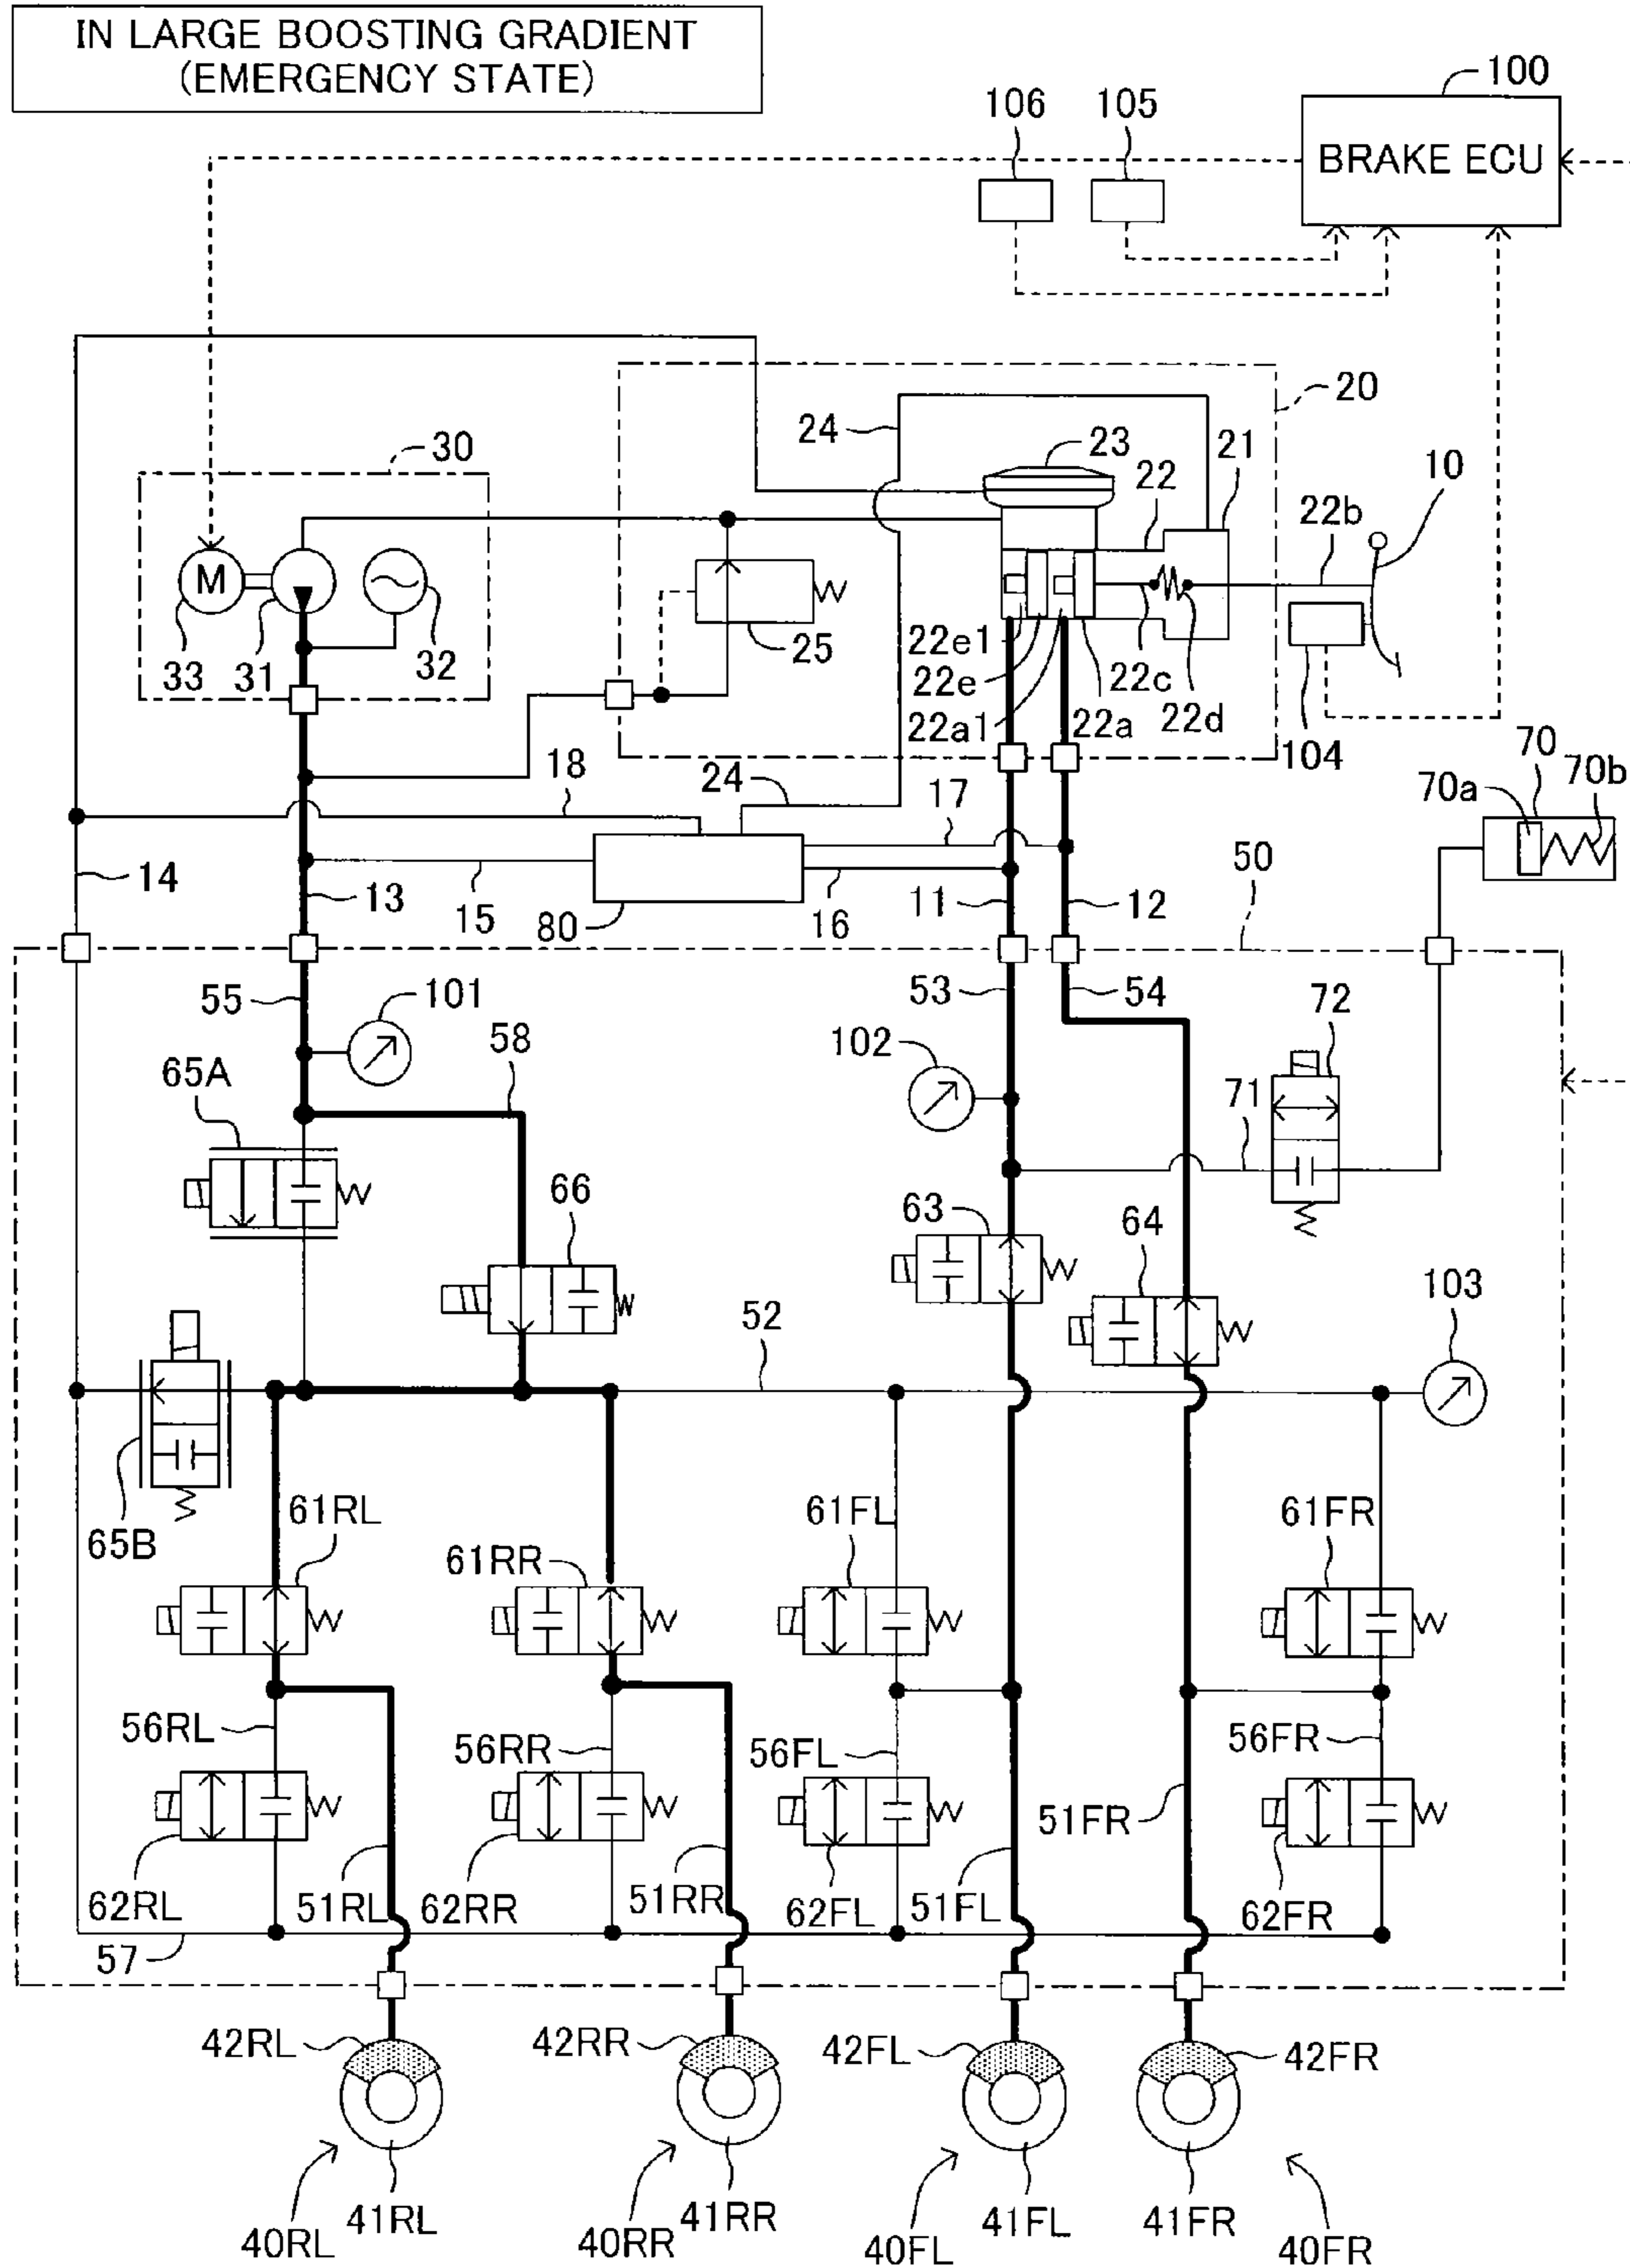 IN LARGE BOOSTING GRADIENT
(EMERGENCY STATE)
100
106
105
BRAKE ECU
20
24
23
21
30
22
10
22b
M
33
31
32
25
22e1
22e
22c
22a1
22a
22d
104
70
70b
70a
18
24
17
50
14
13
15
80
16
11
12
55
101
53
54
72
58
102
65A
71
66
63
64
103
52
65B
61RL
61RR
61FL
61FR
56RL
56RR
56FL
56FR
51FR
62RL
51RL
62RR
51RR
62FL
51FL
62FR
57
42RL
42RR
42FL
42FR
40RL
41RL
40RR
41RR
40FL
41FL
41FR
40FR